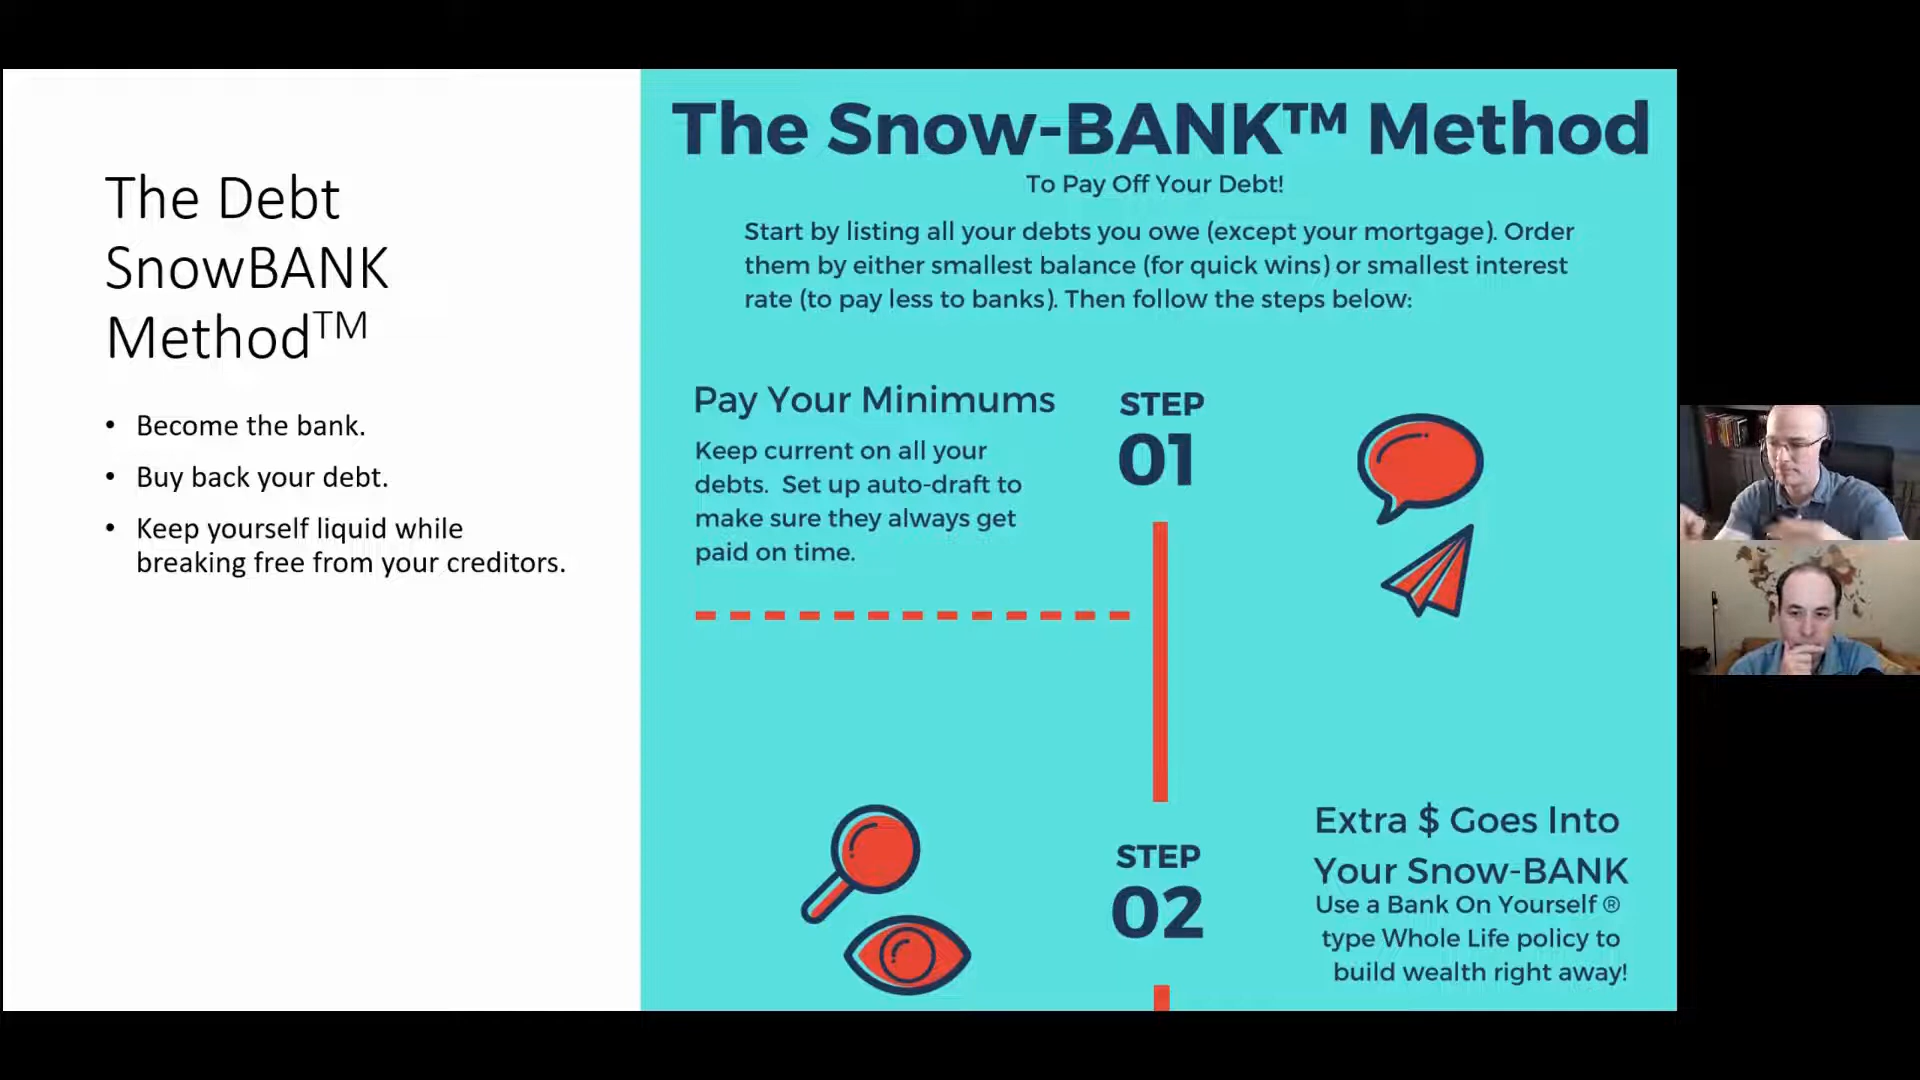 The Debt
SnowBANK
Method™
• Become the bank.
• Buy back your debt.
• Keep yourself liquid while
breaking free from your creditors.
The Snow-BANK™ Method
To Pay Off Your Debt!
Start by listing all your debts you owe (except your mortgage). Order
them by either smallest balance (for quick wins) or smallest interest
rate (to pay less to banks). Then follow the steps below:
Pay Your Minimums
Keep current on all your
debts. Set up auto-draft to
make sure they always get
paid on time.
STEP
01
STEP
02
Extra $ Goes Into
Your Snow-BANK
Use a Bank On Yourself ®
type Whole Life policy to
build wealth right away!